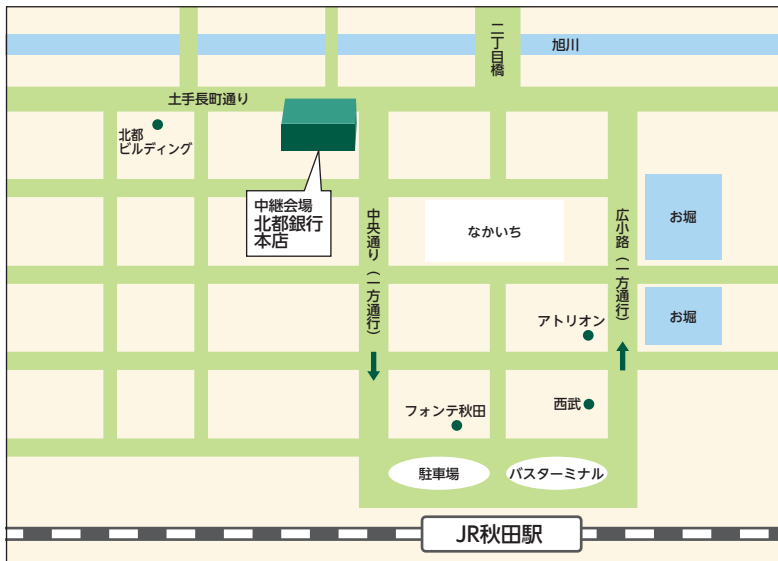 二丁目橋
旭川
土手長町通り
北都
ビルディング
中継会場
北都銀行
本店
中央通り（一方通行）
なかいち
広小路（一方通行）
お堀
お堀
アトリオン
フォンテ秋田
西武
駐車場
バスターミナル
JR秋田駅